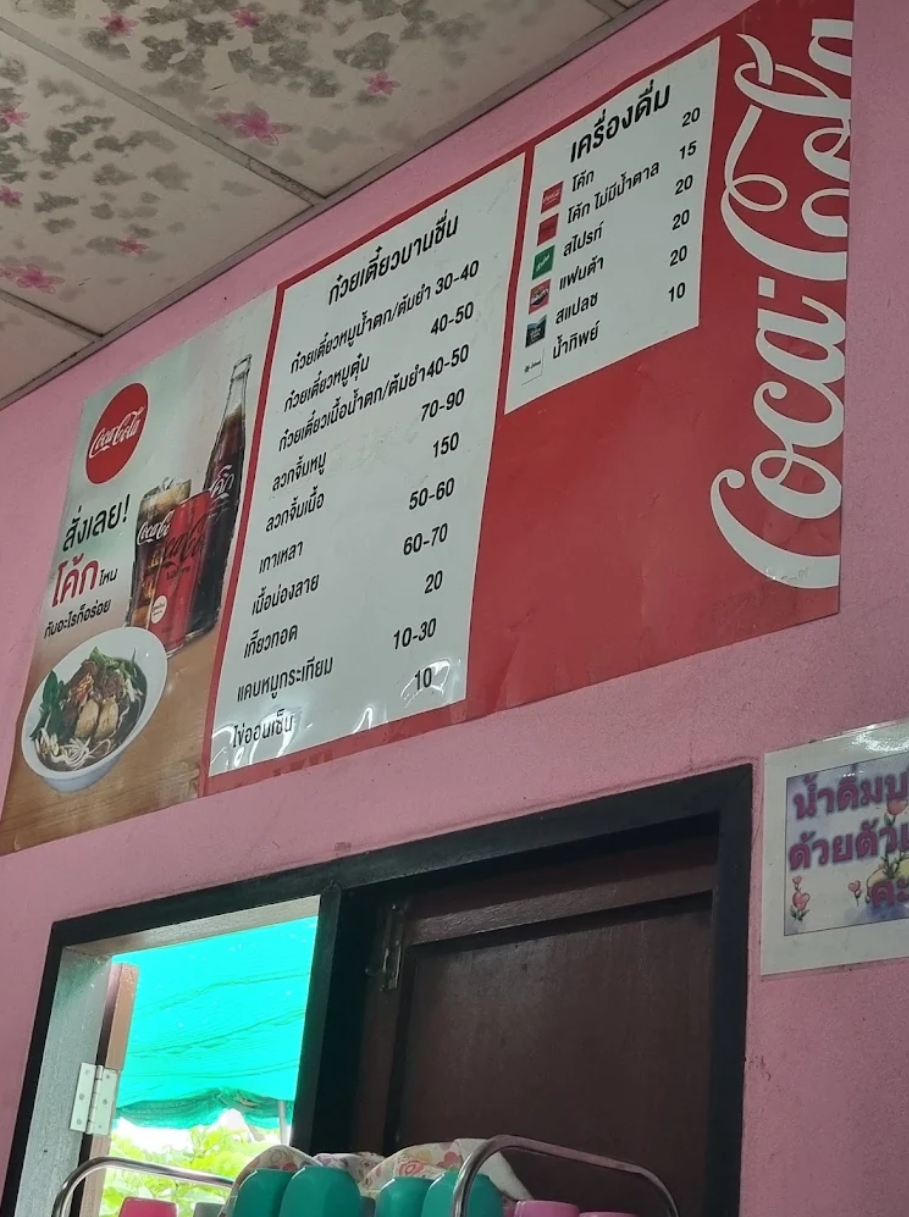 Coca-Cola
สั่งเลย!
โค้กไหน
กับอะไรก็อร่อย
Coca-Cola
โค้ก
ก๋วยเตี๋ยวบานชื่น
ก๋วยเตี๋ยวหมูน้ำตก/ต้มยำ 30-40
ก๋วยเตี๋ยวหมูตุ๋น 40-50
ก๋วยเตี๋ยวเนื้อน้ำตก/ต้มยำ40-50
ลวกจิ้มหมู 70-90
ลวกจิ้มเนื้อ 150
เกาเหลา 50-60
เนื้อน่องลาย 60-70
เกี๊ยวทอด 20
แคบหมูกระเทียม 10-30
ไข่ออนเซ็น 10
เครื่องดื่ม
โค้ก 20
โค้ก ไม่มีน้ำตาล 15
สไปรท์ 20
แฟนต้า 20
สแปลช 20
น้ำทิพย์ 10
Coca-Cola
น้ำดื่มบ
ด้วยตัว
คะ